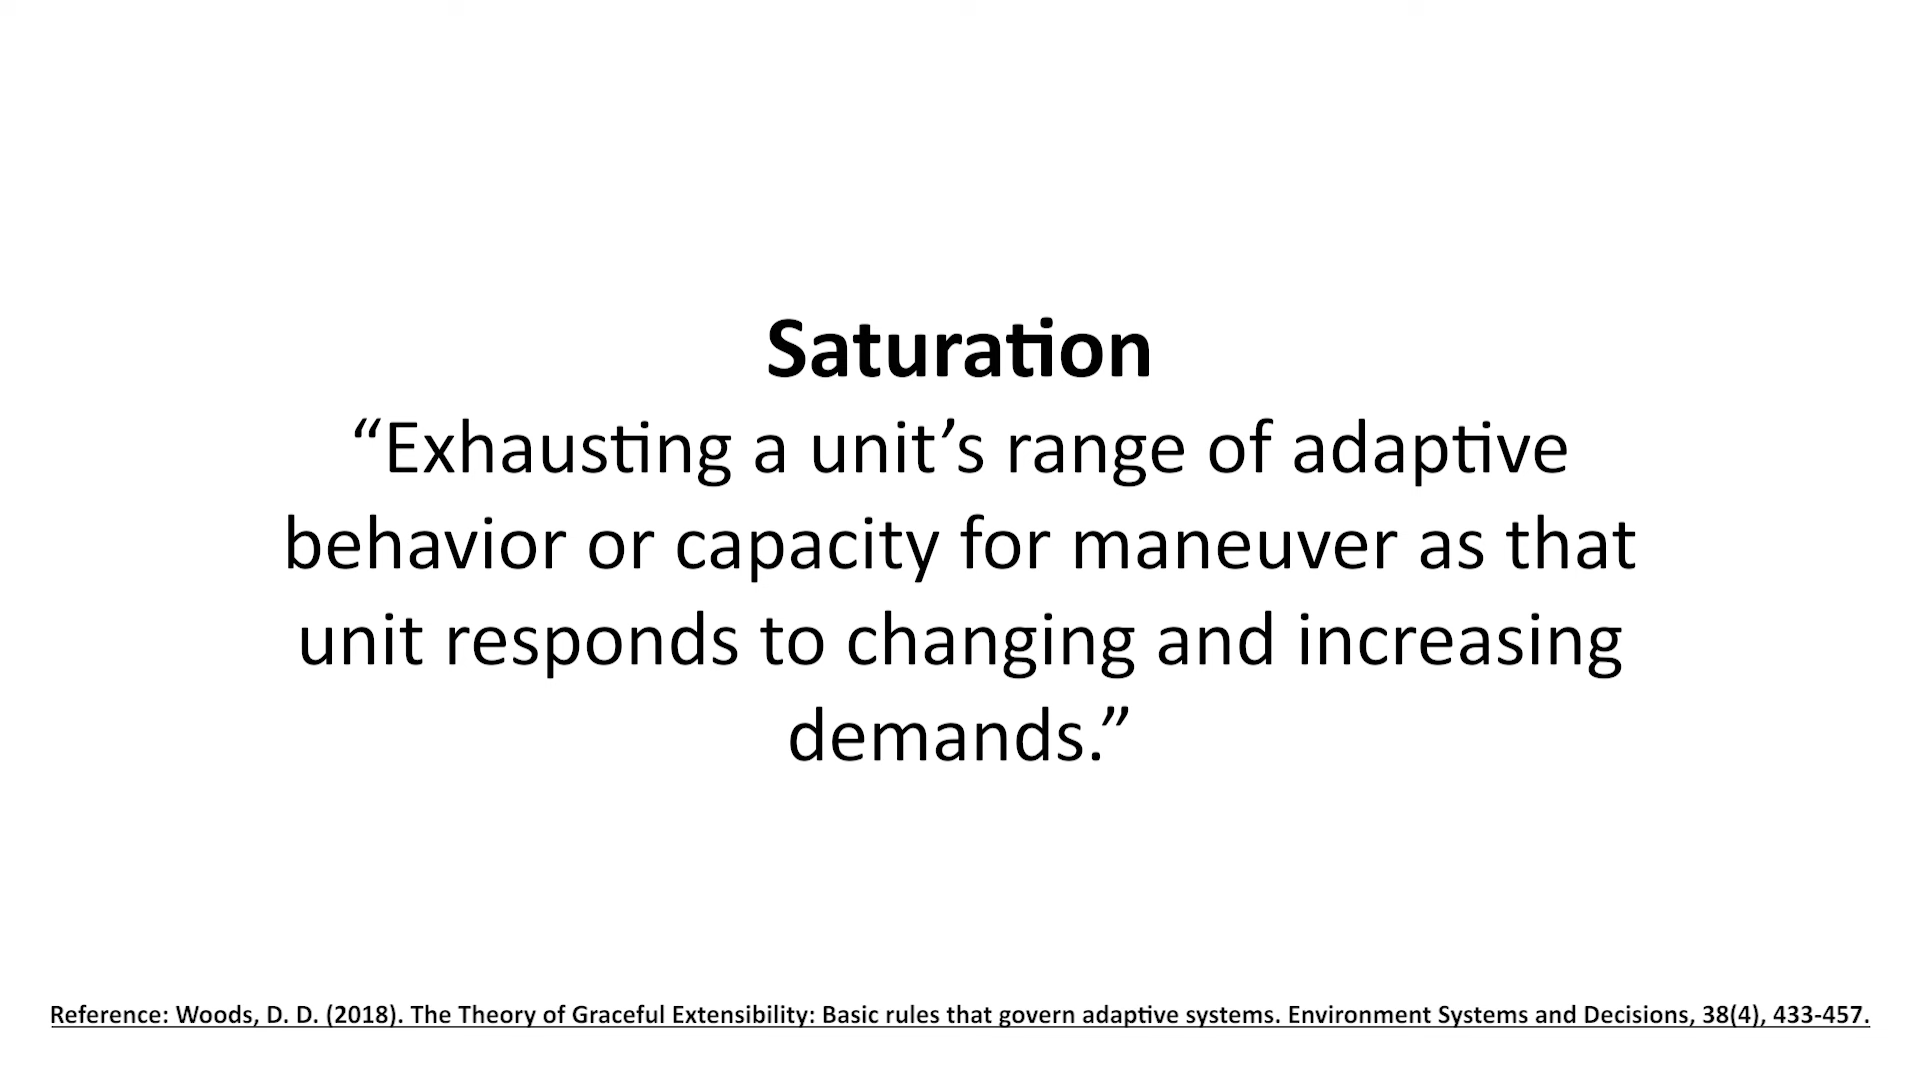 Saturation
“Exhausting a unit’s range of adaptive
behavior or capacity for maneuver as that
unit responds to changing and increasing
demands.”
Reference: Woods, D. D. (2018). The Theory of Graceful Extensibility: Basic rules that govern adaptive systems. Environment Systems and Decisions, 38(4), 433-457.